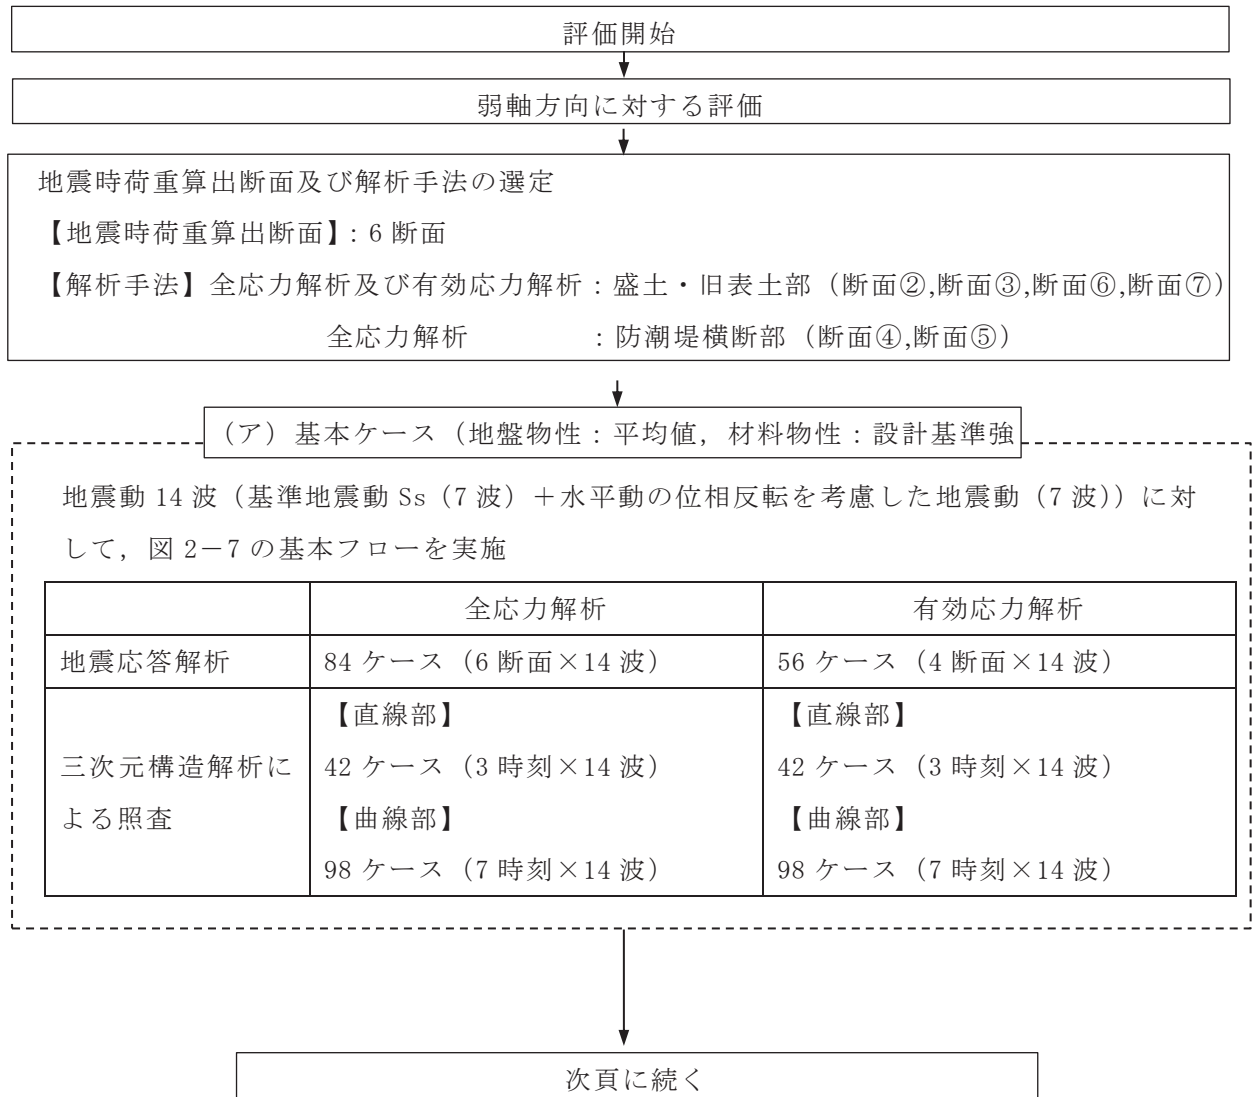 評価開始
弱軸方向に対する評価
地震時荷重算出断面及び解析手法の選定
【地震時荷重算出断面】：6 断面
【解析手法】全応力解析及び有効応力解析：盛土・旧表土部（断面②,断面③,断面⑥,断面⑦）
全応力解析　　　　：防潮堤横断部（断面④,断面⑤）
（ア）基本ケース（地盤物性：平均値，材料物性：設計基準強
地震動 14 波（基準地震動 Ss（7 波）＋水平動の位相反転を考慮した地震動（7 波））に対
して，図 2－7 の基本フローを実施
全応力解析　有効応力解析
地震応答解析　84 ケース（6 断面×14 波）　56 ケース（4 断面×14 波）
【直線部】　【直線部】
三次元構造解析に　42 ケース（3 時刻×14 波）　42 ケース（3 時刻×14 波）
よる照査　【曲線部】　【曲線部】
98 ケース（7 時刻×14 波）　98 ケース（7 時刻×14 波）
次頁に続く